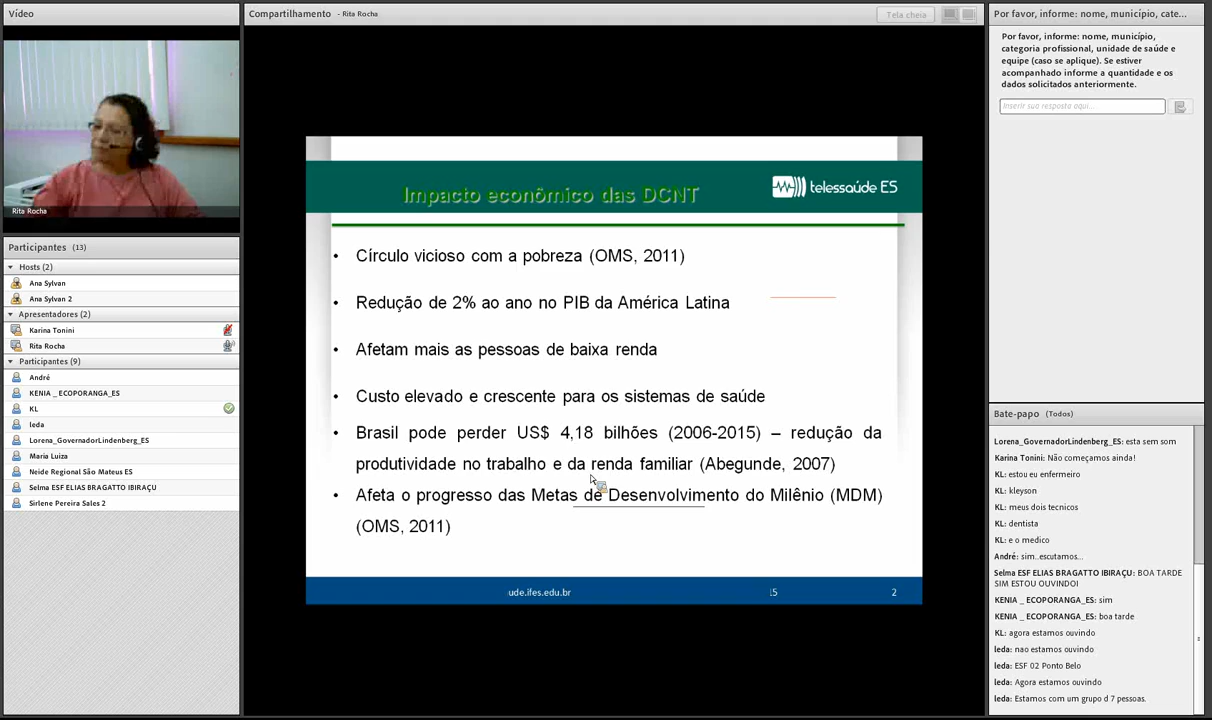 Vídeo
Rita Rocha
Participantes (13)
Hosts (2)
Ana Sylvan
Ana Sylvan 2
Apresentadores (2)
Karina Tonini
Rita Rocha
Participantes (9)
André
KENIA _ ECOPORANGA_ES
KL
leda
Lorena_GovernadorLindenberg_ES
Maria Luiza
Neide Regional São Mateus ES
Selma ESF ELIAS BRAGATTO IBIRAÇU
Sirlene Pereira Sales 2
Compartilhamento - Rita Rocha
Tela cheia
Impacto econômico das DCNT
telessaúde ES
• Círculo vicioso com a pobreza (OMS, 2011)
• Redução de 2% ao ano no PIB da América Latina
• Afetam mais as pessoas de baixa renda
• Custo elevado e crescente para os sistemas de saúde
• Brasil pode perder US$ 4,18 bilhões (2006-2015) – redução da
produtividade no trabalho e da renda familiar (Abegunde, 2007)
• Afeta o progresso das Metas de Desenvolvimento do Milênio (MDM)
(OMS, 2011)
ude.ifes.edu.br
15
2
Por favor, informe: nome, município, cate...
Por favor, informe: nome, município,
categoria profissional, unidade de saúde e
equipe (caso se aplique). Se estiver
acompanhado informe a quantidade e os
dados solicitados anteriormente.
Inserir sua resposta aqui...
Bate-papo (Todos)
Lorena_GovernadorLindenberg_ES: esta sem som
Karina Tonini: Não começamos ainda!
KL: estou eu enfermeiro
KL: kleyson
KL: meus dois tecnicos
KL: dentista
KL: e o medico
André: sim..escutamos...
Selma ESF ELIAS BRAGATTO IBIRAÇU: BOA TARDE
SIM ESTOU OUVINDO!
KENIA _ ECOPORANGA_ES: sim
KENIA _ ECOPORANGA_ES: boa tarde
KL: agora estamos ouvindo
leda: nao estamos ouvindo
leda: ESF 02 Ponto Belo
leda: Agora estamos ouvindo
leda: Estamos com um grupo d 7 pessoas.